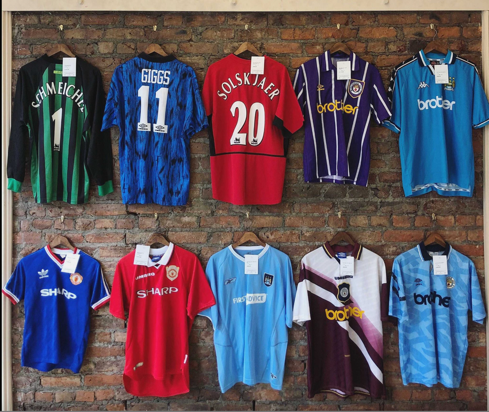 SCHMEICHEL
1
GIGGS
11
SOLSKJAER
20
brother
brother
SHARP
SHARP
brother
brother